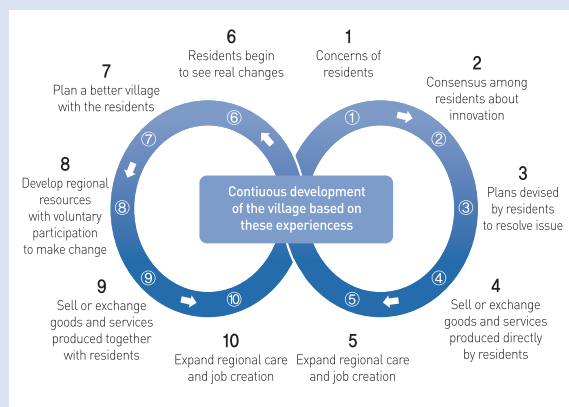 1
Concerns of
residents
2
Consensus among
residents about
innovation
3
Plans devised
by residents
to resolve issue
4
Sell or exchange
goods and services
produced directly
by residents
5
Expand regional care
and job creation
6
Residents begin
to see real changes
7
Plan a better village
with the residents
8
Develop regional
resources
with voluntary
participation
to make change
9
Sell or exchange
goods and services
produced together
with residents
10
Expand regional care
and job creation
①
②
③
④
⑤
⑥
⑦
⑧
⑨
⑩
Contiuous development
of the village based on
these experiencess